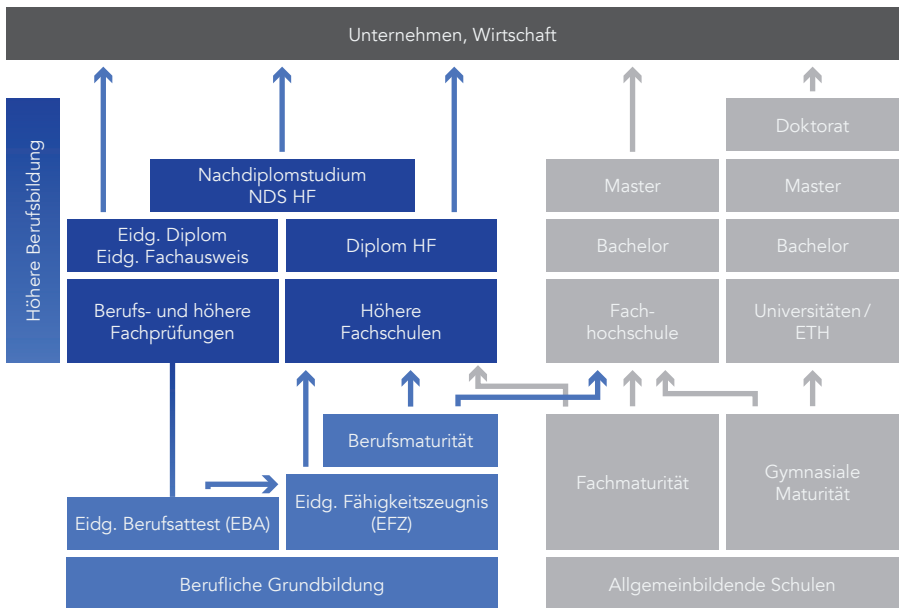 Unternehmen, Wirtschaft
Höhere Berufsbildung
Doktorat
Nachdiplomstudium
NDS HF
Master
Master
Eidg. Diplom
Eidg. Fachausweis
Diplom HF
Bachelor
Bachelor
Berufs- und höhere
Fachprüfungen
Höhere
Fachschulen
Fach-
hochschule
Universitäten /
ETH
Berufsmaturität
Fachmaturität
Gymnasiale
Maturität
Eidg. Berufsattest (EBA)
Eidg. Fähigkeitszeugnis
(EFZ)
Berufliche Grundbildung
Allgemeinbildende Schulen